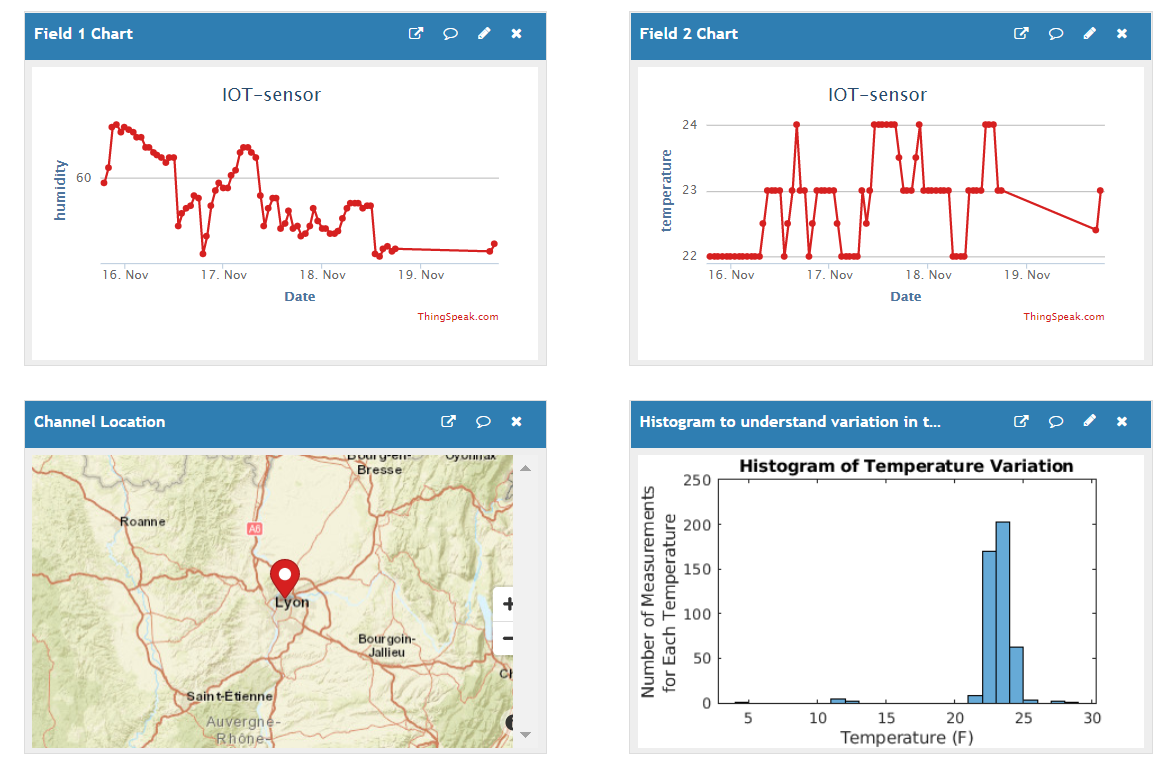 Field 1 Chart
IOT-sensor
humidity
60
16. Nov 17. Nov 18. Nov 19. Nov
Date
ThingSpeak.com
Field 2 Chart
IOT-sensor
temperature
24
23
22
16. Nov 17. Nov 18. Nov 19. Nov
Date
ThingSpeak.com
Channel Location
Bourg-en-
Bresse
Oyonnax
Roanne
A6
Lyon
Bourgoin-
Jallieu
Saint-Étienne
Auvergne-
Rhône-
+
−
Histogram to understand variation in t...
Histogram of Temperature Variation
Number of Measurements
for Each Temperature
250
200
150
100
50
0
5 10 15 20 25 30
Temperature (F)